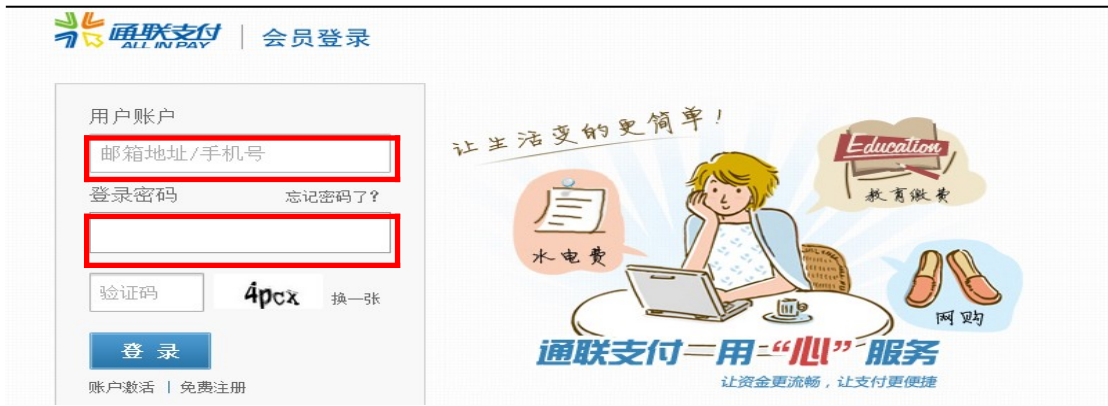 通联支付
ALL IN PAY
会员登录
用户账户
邮箱地址/手机号
登录密码 忘记密码了?
验证码 4pcx 换一张
登 录
账户激活 | 免费注册
让生活变的更简单!
Education
教育缴费
水电费
网购
通联支付—用“心”服务
让资金更流畅，让支付更便捷